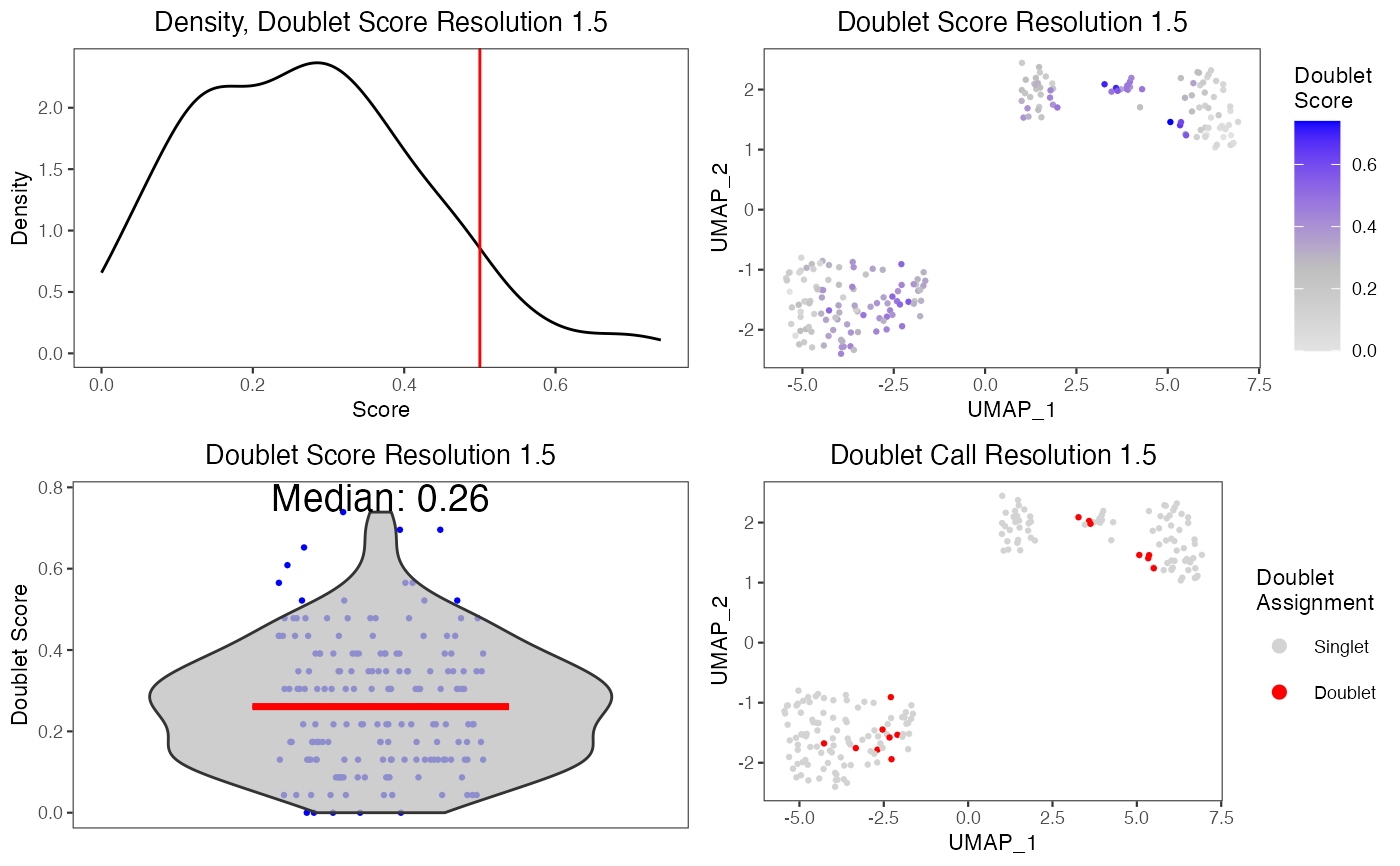 Density, Doublet Score Resolution 1.5
Density
2.0
1.5
1.0
0.5
0.0
0.0 0.2 0.4 0.6
Score
Doublet Score Resolution 1.5
UMAP_2
2
1
0
-1
-2
-5.0 -2.5 0.0 2.5 5.0 7.5
UMAP_1
Doublet
Score
0.6
0.4
0.2
0.0
Doublet Score Resolution 1.5
Median: 0.26
Doublet Score
0.8
0.6
0.4
0.2
0.0
Doublet Call Resolution 1.5
UMAP_2
2
1
0
-1
-2
-5.0 -2.5 0.0 2.5 5.0 7.5
UMAP_1
Doublet
Assignment
Singlet
Doublet